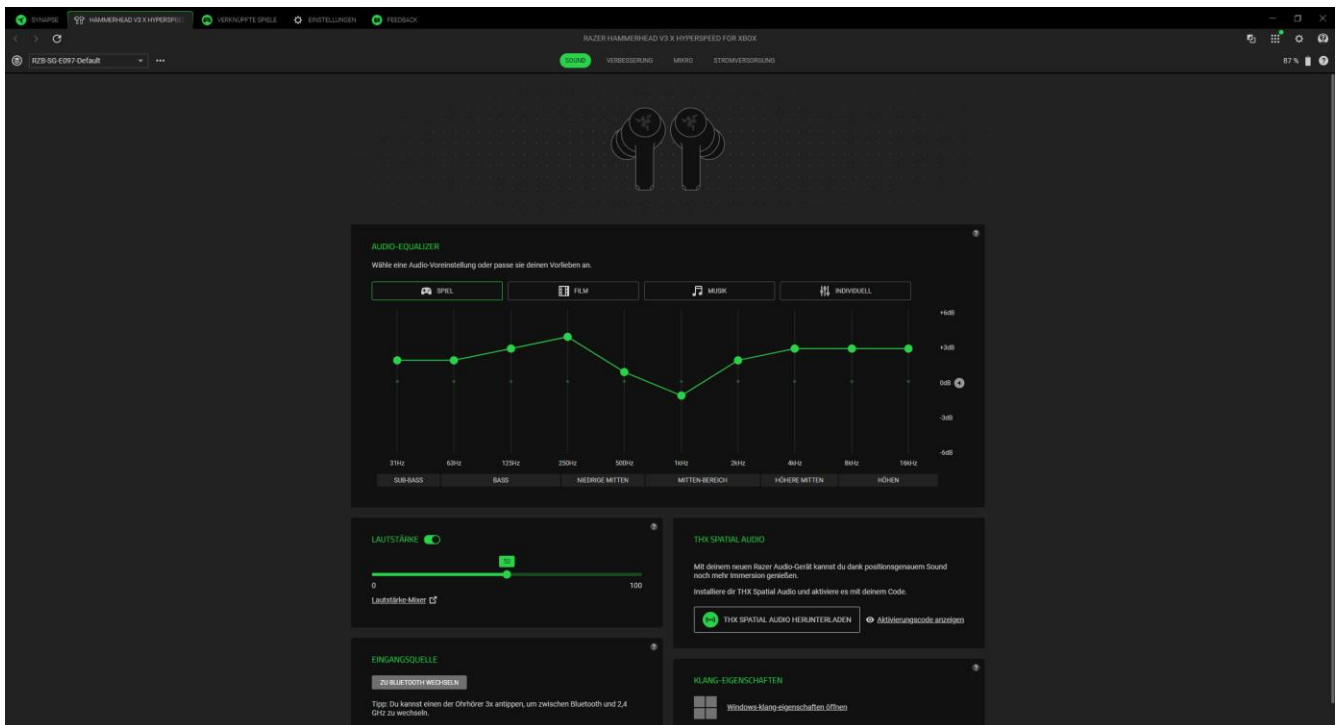 SYNAPSE
HAMMERHEAD V3 X HYPERSPEED
VERKNÜPFTE SPIELE
EINSTELLUNGEN
FEEDBACK
RAZER HAMMERHEAD V3 X HYPERSPEED FOR XBOX
RZB-SG-E097-Default
SOUND
VERBESSERUNG
MIKRO
STROMVERSORGUNG
87 %
AUDIO-EQUALIZER
Wähle eine Audio-Voreinstellung oder passe sie deinen Vorlieben an.
SPIEL
FILM
MUSIK
INDIVIDUELL
+6dB
+3dB
0dB
-3dB
-6dB
31Hz 63Hz 125Hz 250Hz 500Hz 1kHz 2kHz 4kHz 8kHz 16kHz
SUB-BASS BASS NIEDRIGE MITTEN MITTEN-BEREICH HÖHERE MITTEN HÖHEN
LAUTSTÄRKE
50
0 100
Lautstärke-Mixer
THX SPATIAL AUDIO
Mit deinem neuen Razer Audio-Gerät kannst du dank positionsgenauem Sound
noch mehr Immersion genießen.
Installiere dir THX Spatial Audio und aktiviere es mit deinem Code.
THX SPATIAL AUDIO HERUNTERLADEN
Aktivierungscode anzeigen
EINGANGSQUELLE
ZU BLUETOOTH WECHSELN
Tipp: Du kannst einen der Ohrhörer 3x antippen, um zwischen Bluetooth und 2,4
GHz zu wechseln.
KLANG-EIGENSCHAFTEN
Windows-klang-eigenschaften öffnen